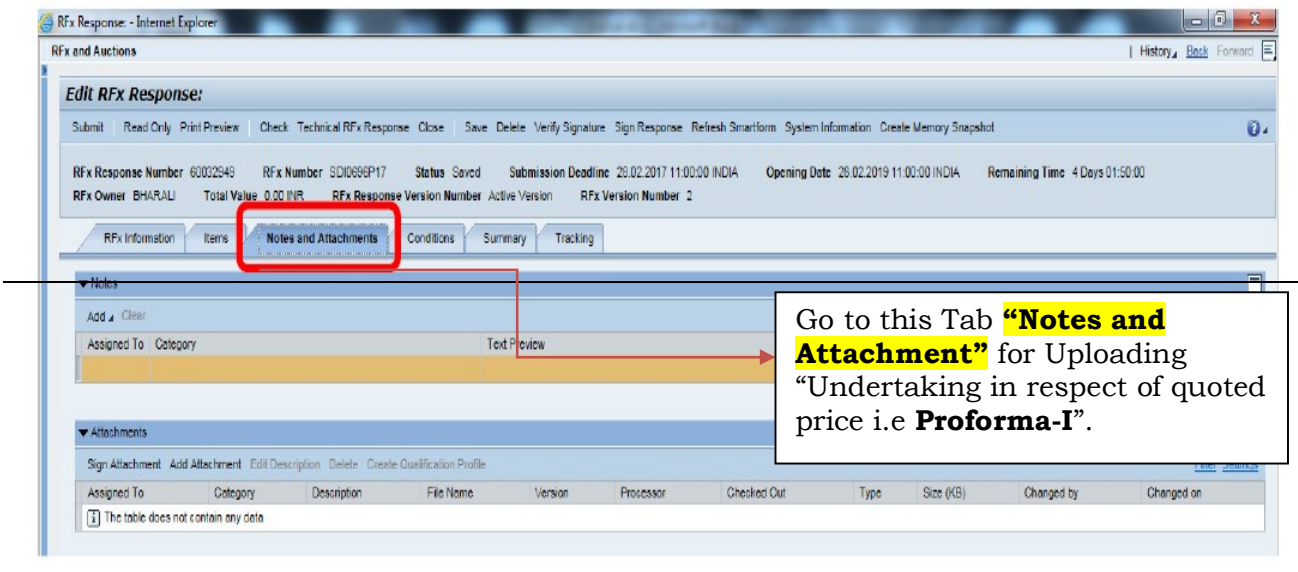 RFx Response: - Internet Explorer
RFx and Auctions
History Back Forward
Edit RFx Response:
Submit Read Only Print Preview Check Technical RFx Response Close Save Delete Verify Signature Sign Response Refresh Smartform System Information Create Memory Snapshot
RFx Response Number 60032949 RFx Number SDI0696P17 Status Saved Submission Deadline 28.02.2017 11:00:00 INDIA Opening Date 28.02.2019 11:00:00 INDIA Remaining Time 4 Days 01:50:00
RFx Owner BHARALI Total Value 0.00 INR RFx Response Version Number Active Version RFx Version Number 2
RFx Information Items Notes and Attachments Conditions Summary Tracking
Notes
Add Clear
Assigned To Category Text Preview
Go to this Tab “Notes and
Attachment” for Uploading
“Undertaking in respect of quoted
price i.e Proforma-I”.
Attachments
Sign Attachment Add Attachment Edit Description Delete Create Qualification Profile
Filter Settings
Assigned To Category Description File Name Version Processor Checked Out Type Size (KB) Changed by Changed on
The table does not contain any data